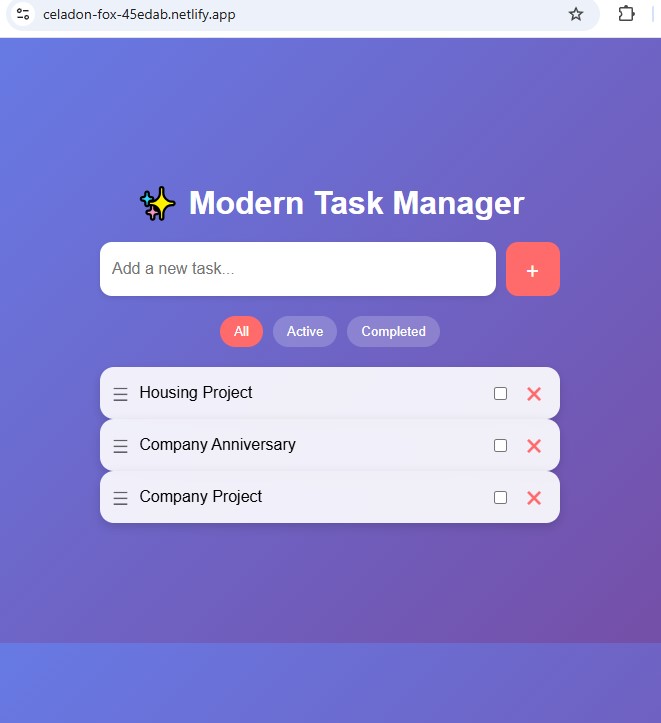 celadon-fox-45edab.netlify.app
✨ Modern Task Manager
Add a new task...
+
All Active Completed
Housing Project
Company Anniversary
Company Project